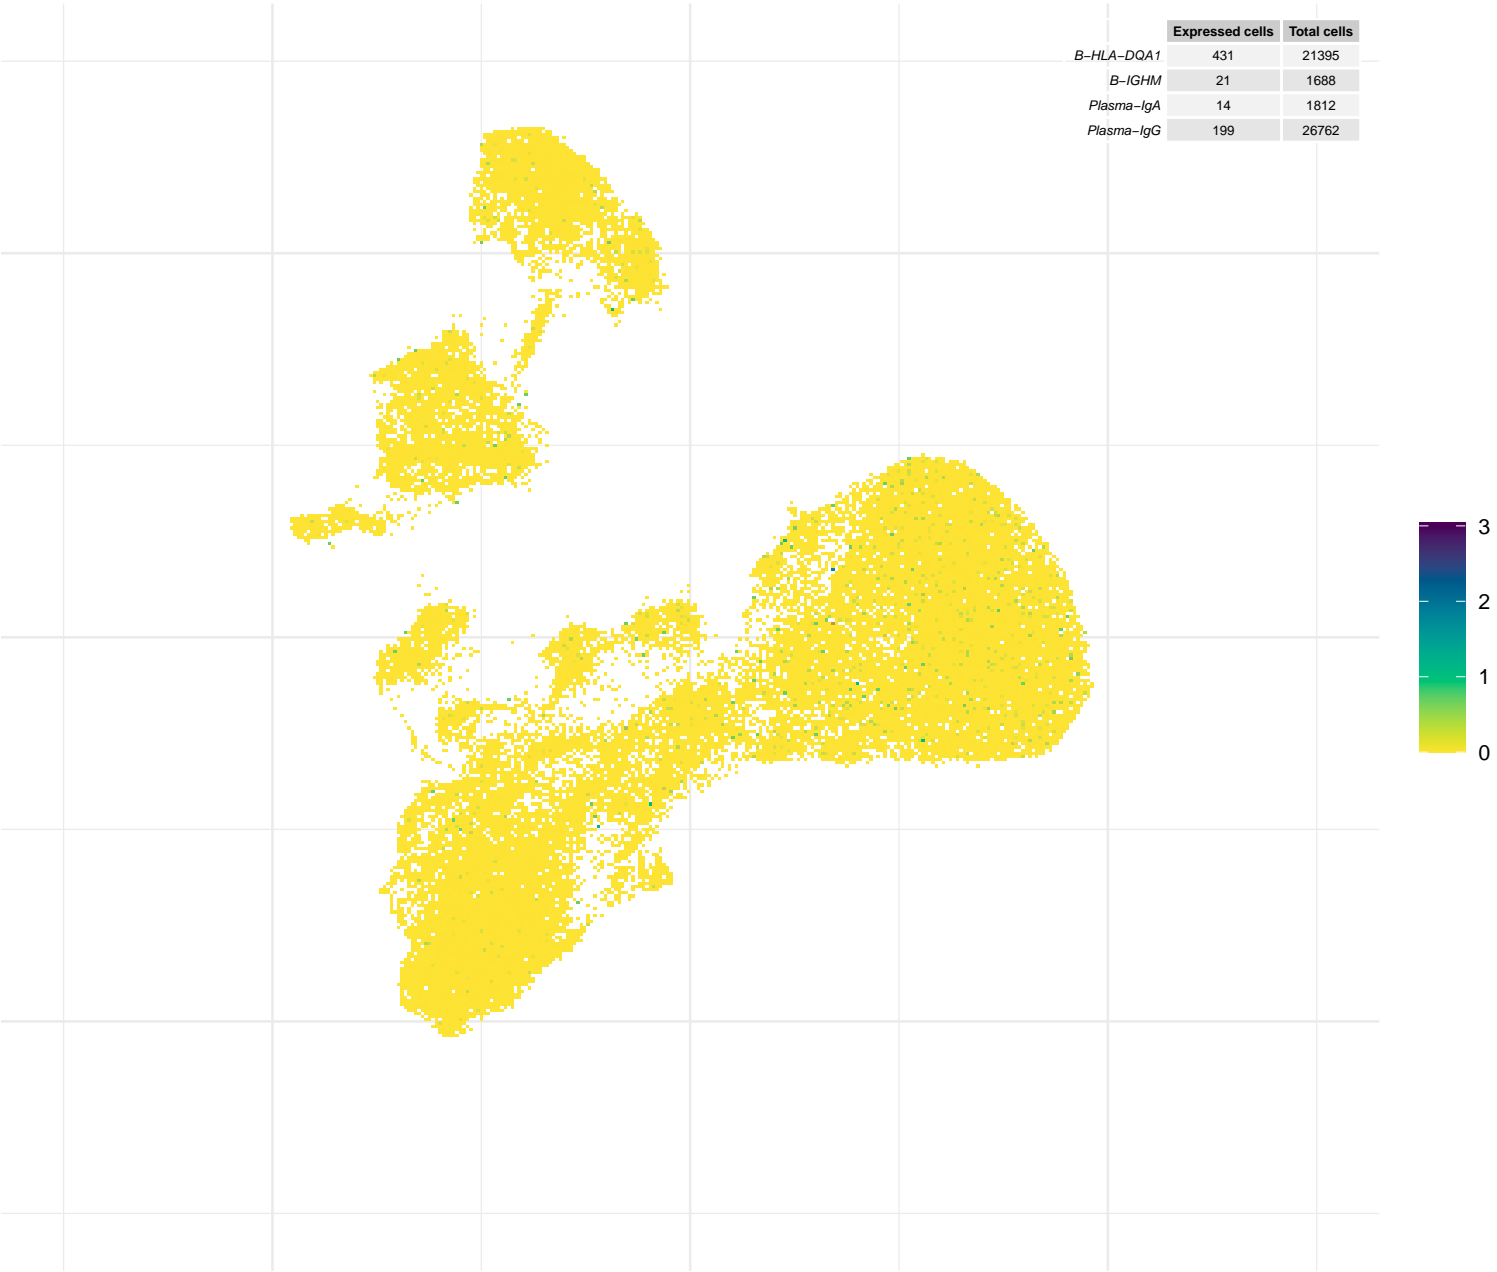 Expressed cells Total cells
B−HLA−DQA1 431 21395
B−IGHM 21 1688
Plasma−IgA 14 1812
Plasma−IgG 199 26762
3
2
1
0